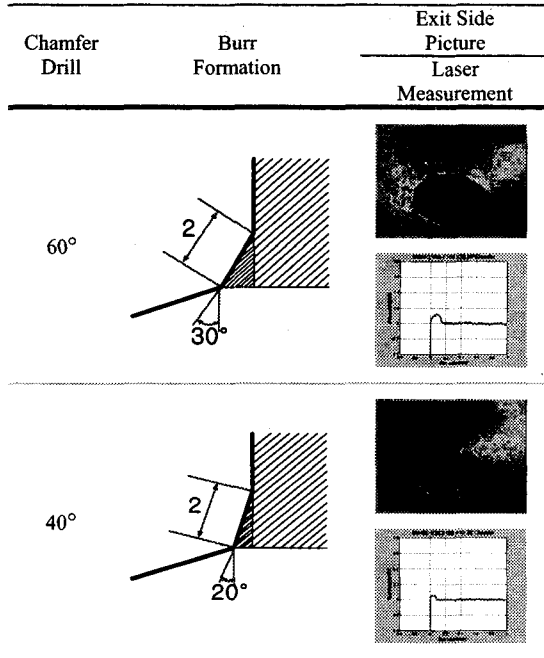 Chamfer Drill
Burr Formation
Exit Side Picture
Laser Measurement
60°
2
30°
40°
2
20°